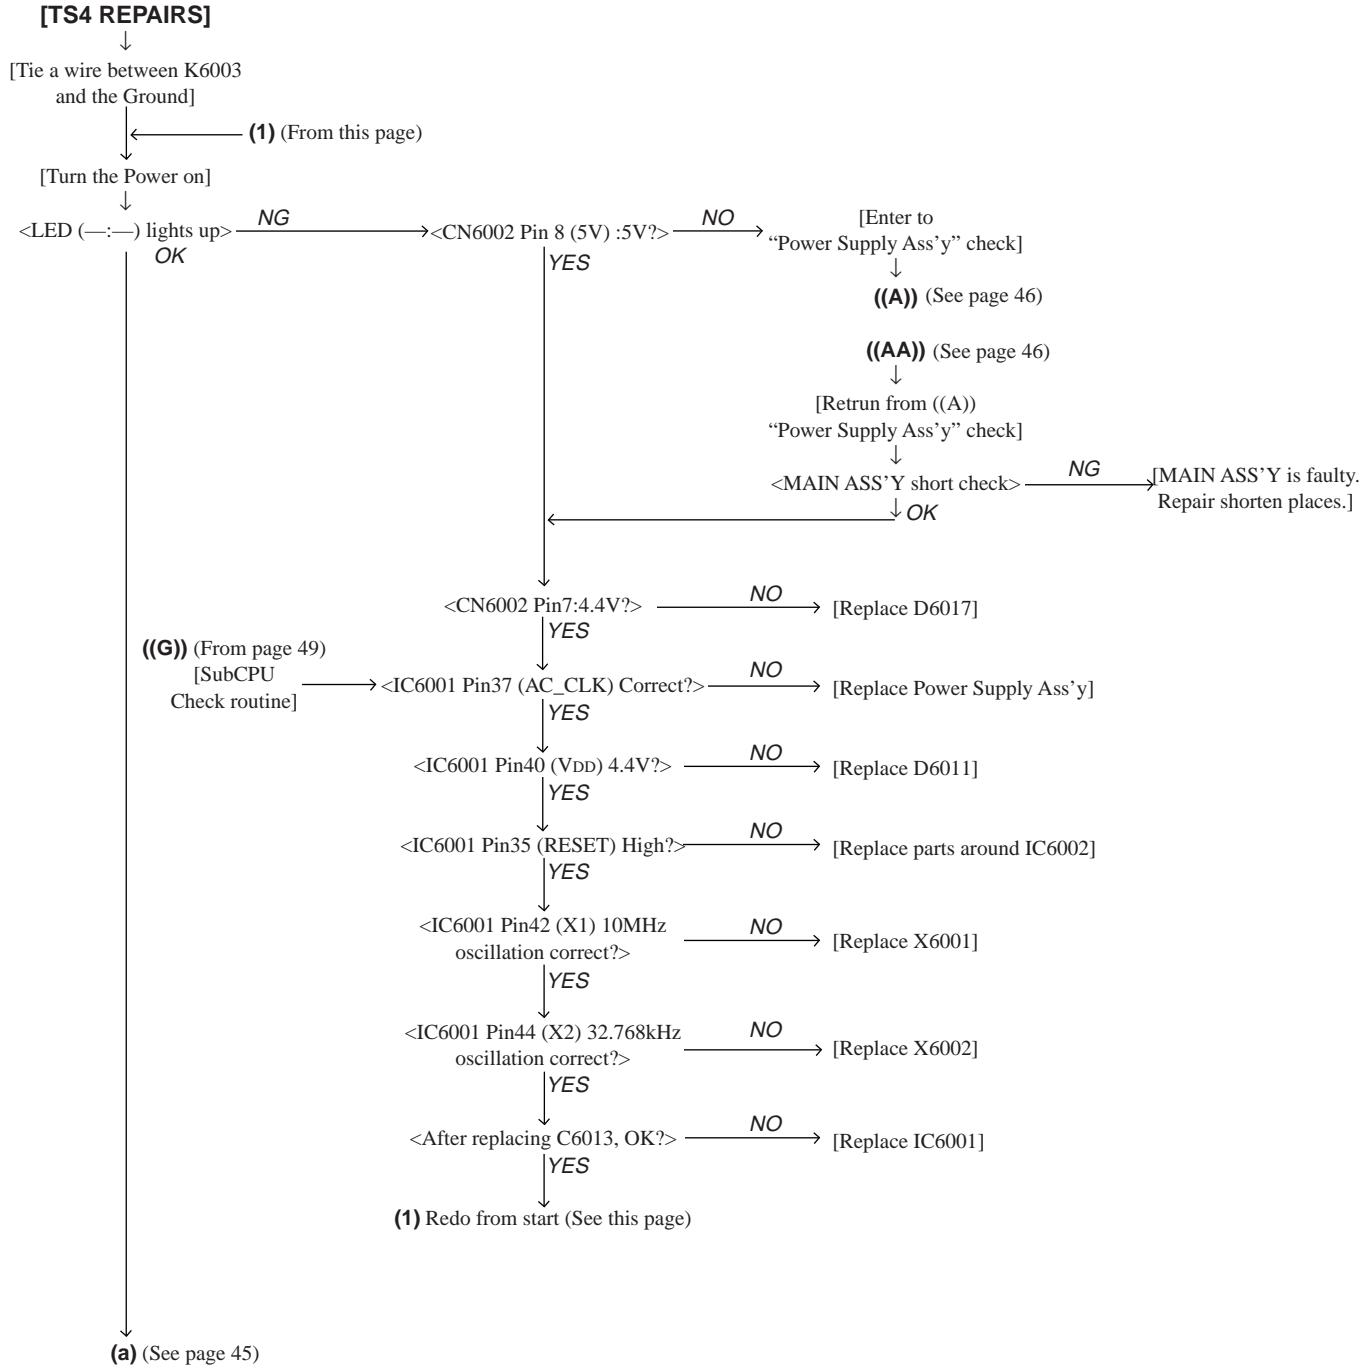 [TS4 REPAIRS]
[Tie a wire between K6003
and the Ground]
(1) (From this page)
[Turn the Power on]
<LED (—:—) lights up>
NG
OK
<CN6002 Pin 8 (5V) :5V?>
NO
YES
[Enter to
“Power Supply Ass’y” check]
((A)) (See page 46)
((AA)) (See page 46)
[Retrun from ((A))
“Power Supply Ass’y” check]
<MAIN ASS’Y short check>
NG
[MAIN ASS’Y is faulty.
Repair shorten places.]
OK
<CN6002 Pin7:4.4V?>
NO
[Replace D6017]
YES
((G)) (From page 49)
[SubCPU
Check routine]
<IC6001 Pin37 (AC_CLK) Correct?>
NO
[Replace Power Supply Ass’y]
YES
<IC6001 Pin40 (VDD) 4.4V?>
NO
[Replace D6011]
YES
<IC6001 Pin35 (RESET) High?>
NO
[Replace parts around IC6002]
YES
<IC6001 Pin42 (X1) 10MHz
oscillation correct?>
NO
[Replace X6001]
YES
<IC6001 Pin44 (X2) 32.768kHz
oscillation correct?>
NO
[Replace X6002]
YES
<After replacing C6013, OK?>
NO
[Replace IC6001]
YES
(1) Redo from start (See this page)
(a) (See page 45)